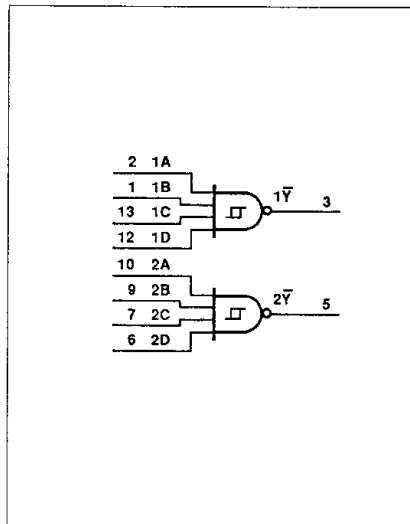 2 1A
1 1B
13 1C
12 1D
1Y̅ 3
10 2A
9 2B
7 2C
6 2D
2Y̅ 5